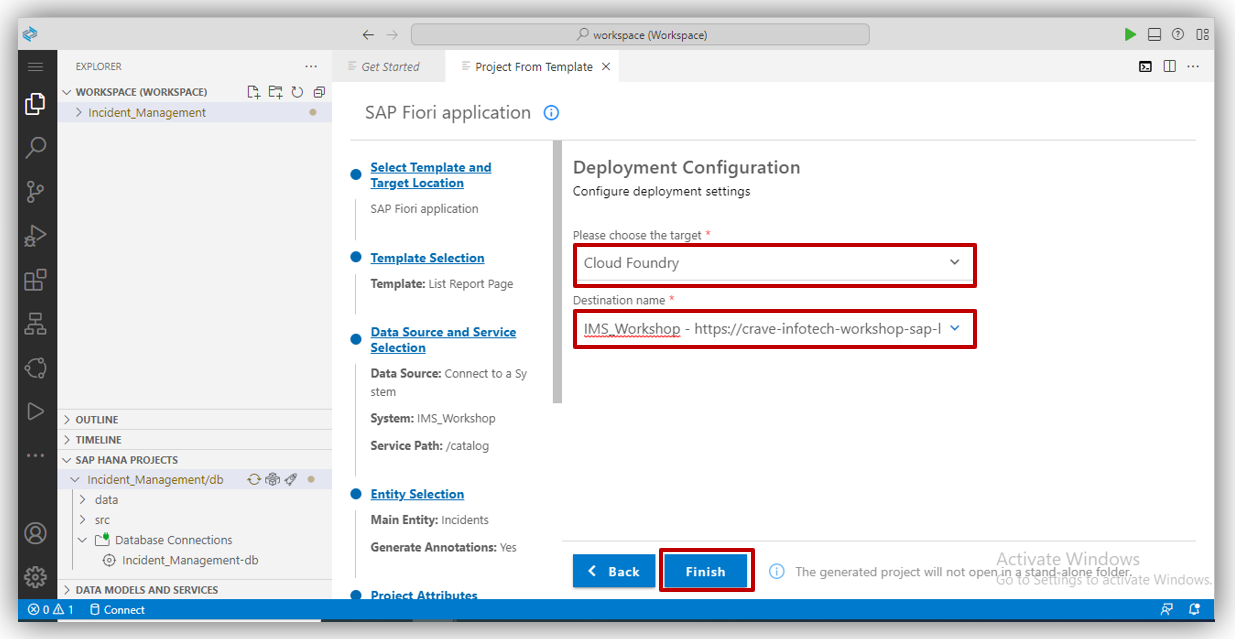 workspace (Workspace)
EXPLORER
WORKSPACE (WORKSPACE)
Incident_Management
OUTLINE
TIMELINE
SAP HANA PROJECTS
Incident_Management/db
data
src
Database Connections
Incident_Management-db
DATA MODELS AND SERVICES
Get Started
Project From Template
SAP Fiori application
Select Template and
Target Location
SAP Fiori application
Template Selection
Template: List Report Page
Data Source and Service
Selection
Data Source: Connect to a Sy
stem
System: IMS_Workshop
Service Path: /catalog
Entity Selection
Main Entity: Incidents
Generate Annotations: Yes
Project Attributes
Deployment Configuration
Configure deployment settings
Please choose the target *
Cloud Foundry
Destination name *
IMS_Workshop - https://crave-infotech-workshop-sap-l
Back
Finish
The generated project will not open in a stand-alone folder.
Activate Windows
Go to Settings to activate Windows.
0 1 Connect